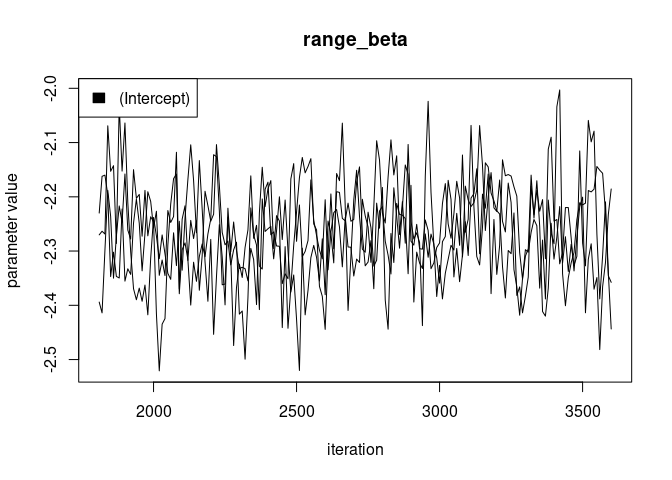 range_beta
(Intercept)
-2.0
-2.1
-2.2
-2.3
-2.4
-2.5
parameter value
2000 2500 3000 3500
iteration